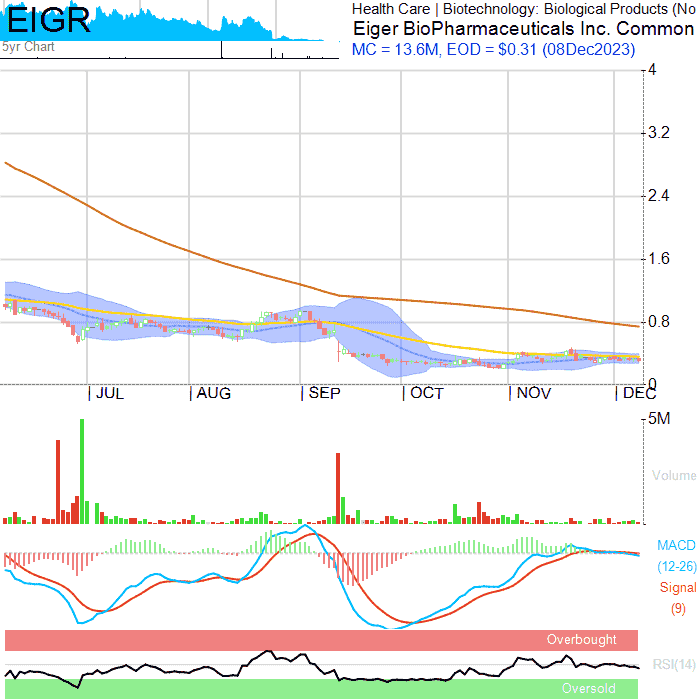 EIGR
5yr Chart
Health Care | Biotechnology: Biological Products (No
Eiger BioPharmaceuticals Inc. Common
MC = 13.6M, EOD = $0.31 (08Dec2023)
4
3.2
2.4
1.6
0.8
0
JUL
AUG
SEP
OCT
NOV
DEC
5M
Volume
MACD
(12-26)
Signal
(9)
Overbought
RSI(14)
Oversold